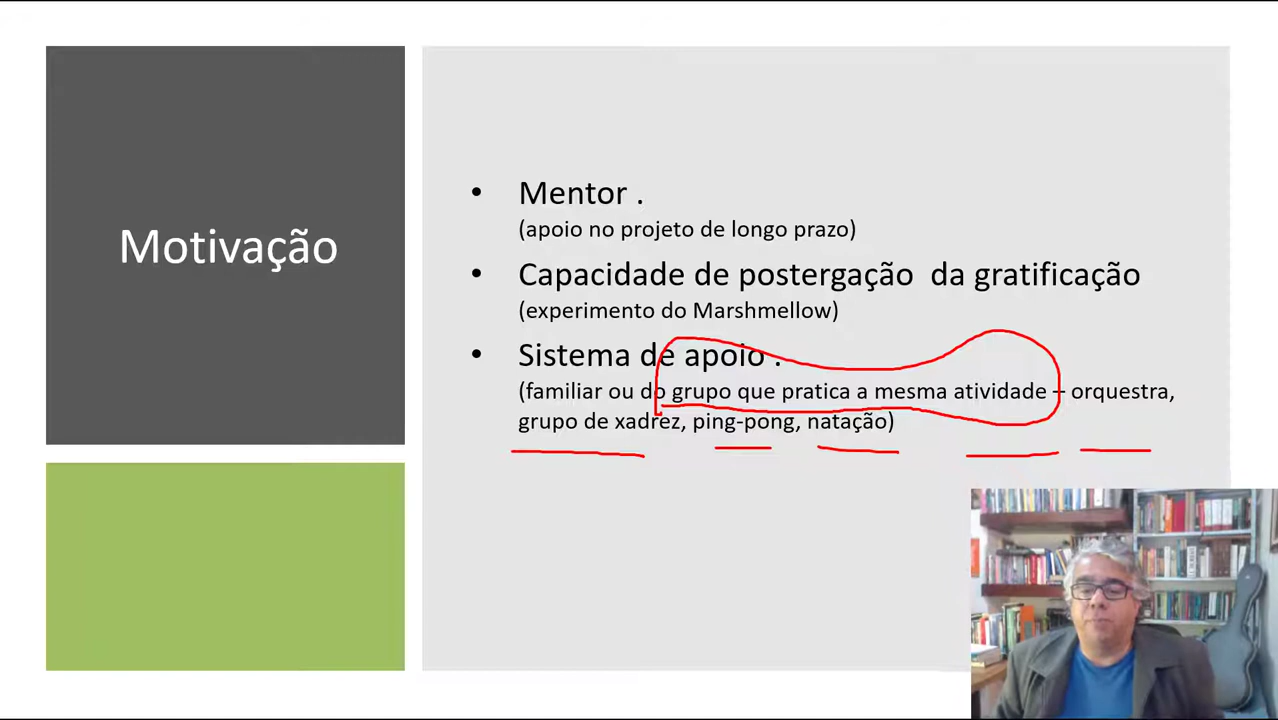 Motivação
• Mentor .
(apoio no projeto de longo prazo)
• Capacidade de postergação da gratificação
(experimento do Marshmellow)
• Sistema de apoio .
(familiar ou do grupo que pratica a mesma atividade – orquestra,
grupo de xadrez, ping-pong, natação)